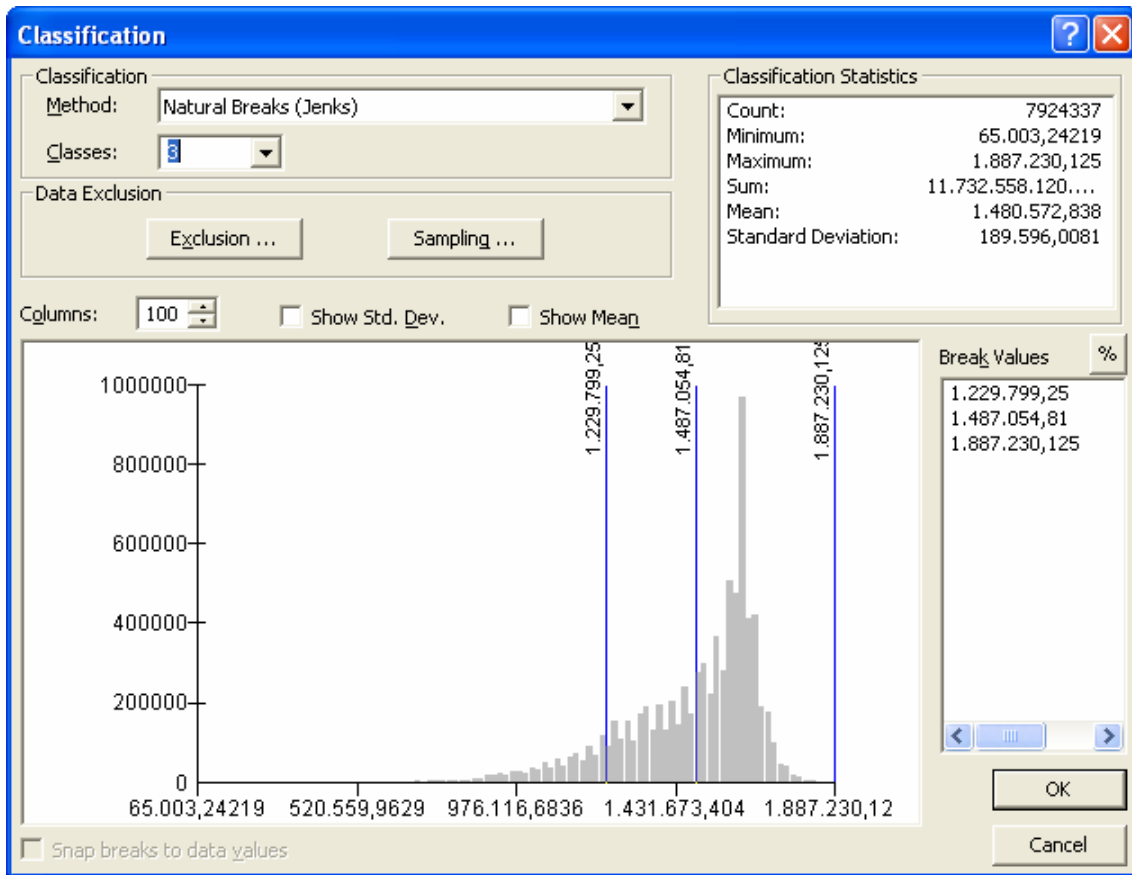 Classification
Classification
Method: Natural Breaks (Jenks)
Classes: 3
Data Exclusion
Exclusion ...
Sampling ...
Classification Statistics
Count: 7924337
Minimum: 65.003,24219
Maximum: 1.887.230,125
Sum: 11.732.558.120....
Mean: 1.480.572,838
Standard Deviation: 189.596,0081
Columns: 100
Show Std. Dev.
Show Mean
Break Values
%
1.229.799,25
1.487.054,81
1.887.230,125
1.229.799,25
1.487.054,81
1.887.230,125
1000000
800000
600000
400000
200000
0
65.003,24219 520.559,9629 976.116,6836 1.431.673,404 1.887.230,12
Snap breaks to data values
OK
Cancel